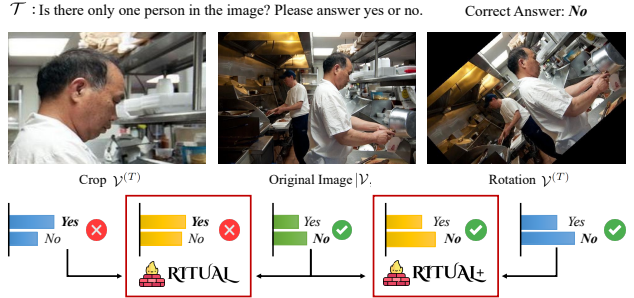 𝒯 : Is there only one person in the image? Please answer yes or no. Correct Answer: No
Crop 𝒱^(T) Original Image |𝒱. Rotation 𝒱^(T)
Yes Yes Yes Yes Yes
No No No No No
RITUAL RITUAL+